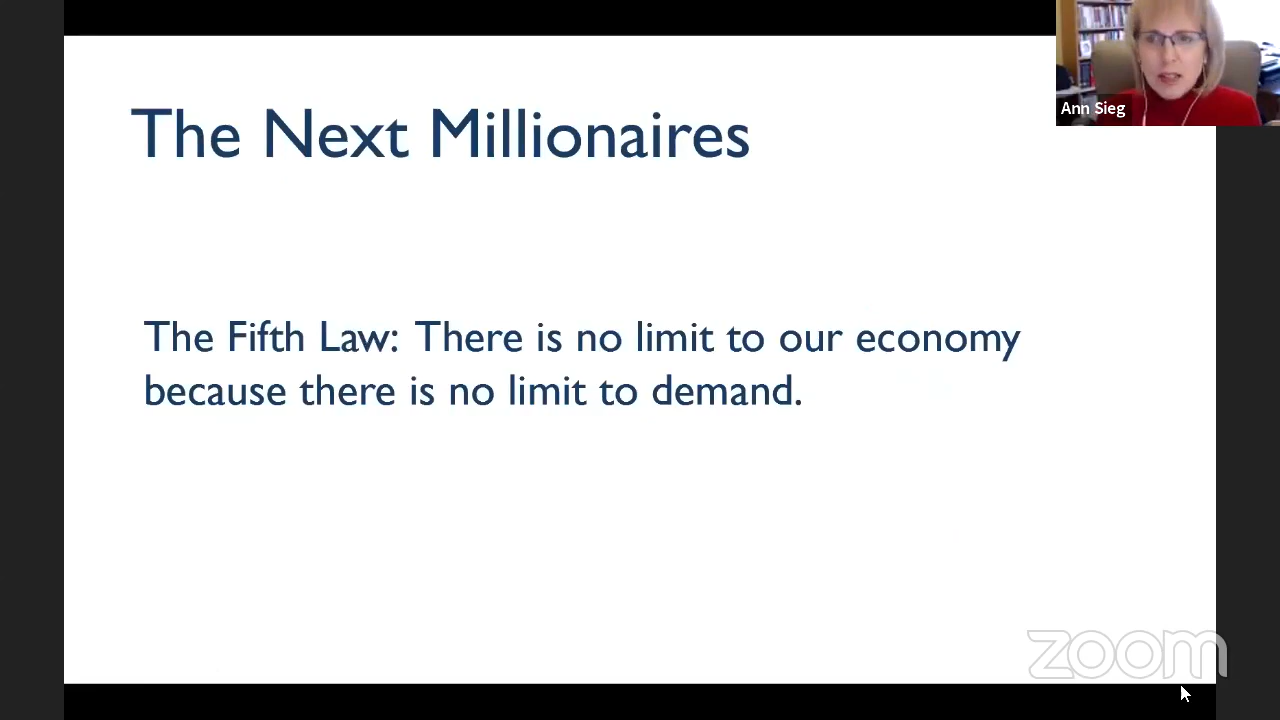 The Next Millionaires
Ann Sieg
The Fifth Law: There is no limit to our economy
because there is no limit to demand.
zoom